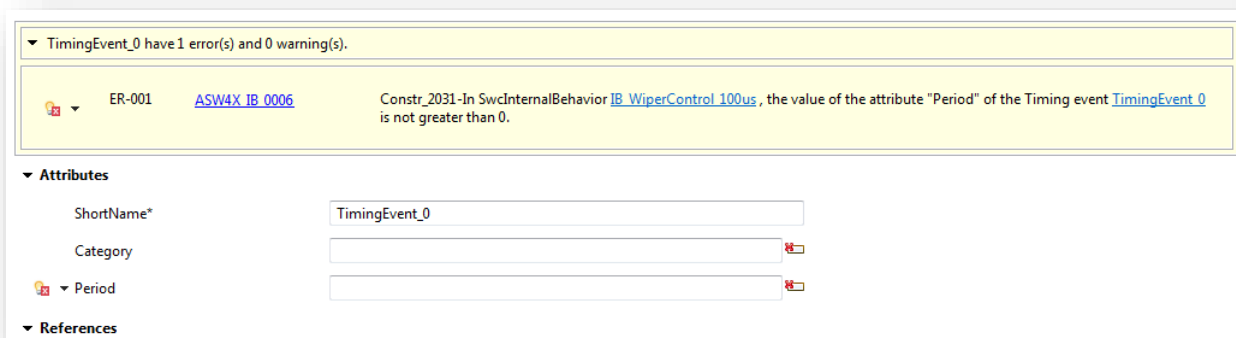 TimingEvent_0 have 1 error(s) and 0 warning(s).
ER-001 ASW4X_IB_0006 Constr_2031-In SwcInternalBehavior IB_WiperControl_100us , the value of the attribute "Period" of the Timing event TimingEvent_0
is not greater than 0.
Attributes
ShortName* TimingEvent_0
Category
Period
References